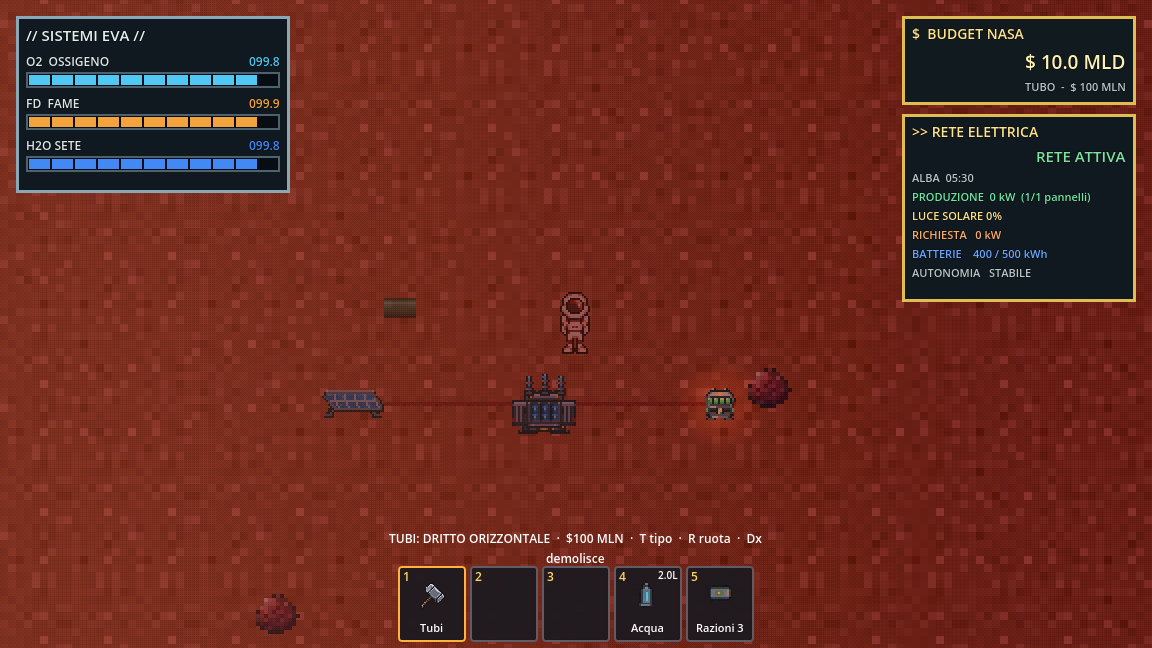 // SISTEMI EVA //
O2 OSSIGENO 099.8
FD FAME 099.9
H2O SETE 099.8
$ BUDGET NASA
$ 10.0 MLD
TUBO - $ 100 MLN
>> RETE ELETTRICA
RETE ATTIVA
ALBA 05:30
PRODUZIONE 0 kW (1/1 pannelli)
LUCE SOLARE 0%
RICHIESTA 0 kW
BATTERIE 400 / 500 kWh
AUTONOMIA STABILE
TUBI: DRITTO ORIZZONTALE · $100 MLN · T tipo · R ruota · Dx
demolisce
1 2 3 4 2.0L 5
Tubi Acqua Razioni 3